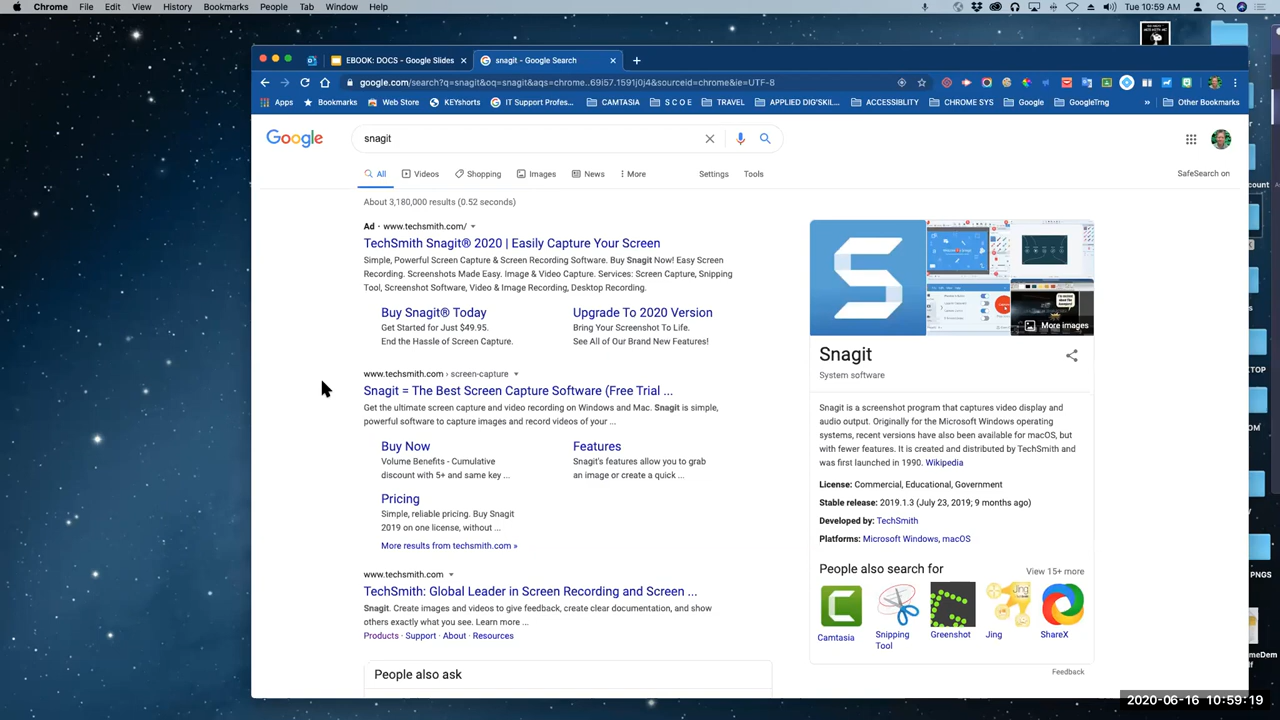 Chrome File Edit View History Bookmarks People Tab Window Help Tue 10:59 AM
EBOOK: DOCS - Google Slides × snagit - Google Search × +
google.com/search?q=snagit&oq=snagit&aqs=chrome..69i57.1591j0j4&sourceid=chrome&ie=UTF-8
Apps Bookmarks Web Store KEYshorts IT Support Profes... CAMTASIA S C O E TRAVEL APPLIED DIG'SKIL... ACCESSIBLITY CHROME SYS Google GoogleTrng » Other Bookmarks
Google snagit
All Videos Shopping Images News More Settings Tools SafeSearch on
About 3,180,000 results (0.52 seconds)
Ad · www.techsmith.com/
TechSmith Snagit® 2020 | Easily Capture Your Screen
Simple, Powerful Screen Capture & Screen Recording Software. Buy Snagit Now! Easy Screen
Recording. Screenshots Made Easy. Image & Video Capture. Services: Screen Capture, Snipping
Tool, Screenshot Software, Video & Image Recording, Desktop Recording.
Buy Snagit® Today
Get Started for Just $49.95.
End the Hassle of Screen Capture.
Upgrade To 2020 Version
Bring Your Screenshot To Life.
See All of Our Brand New Features!
www.techsmith.com › screen-capture
Snagit = The Best Screen Capture Software (Free Trial ...
Get the ultimate screen capture and video recording on Windows and Mac. Snagit is simple,
powerful software to capture images and record videos of your ...
Buy Now
Volume Benefits - Cumulative
discount with 5+ and same key ...
Features
Snagit's features allow you to grab
an image or create a quick ...
Pricing
Simple, reliable pricing. Buy Snagit
2019 on one license, without ...
More results from techsmith.com »
www.techsmith.com
TechSmith: Global Leader in Screen Recording and Screen ...
Snagit. Create images and videos to give feedback, create clear documentation, and show
others exactly what you see. Learn more ...
Products · Support · About · Resources
People also ask
More images
Snagit
System software
Snagit is a screenshot program that captures video display and
audio output. Originally for the Microsoft Windows operating
systems, recent versions have also been available for macOS, but
with fewer features. It is created and distributed by TechSmith and
was first launched in 1990. Wikipedia
License: Commercial, Educational, Government
Stable release: 2019.1.3 (July 23, 2019; 9 months ago)
Developed by: TechSmith
Platforms: Microsoft Windows, macOS
People also search for View 15+ more
Camtasia
Snipping
Tool
Greenshot
Jing
ShareX
Feedback
2020-06-16 10:59:19